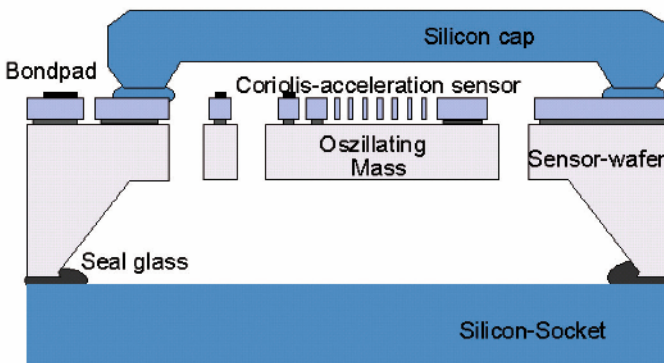 Silicon cap
Bondpad
Coriolis-acceleration sensor
Oszillating
Mass
Sensor-wafer
Seal glass
Silicon-Socket